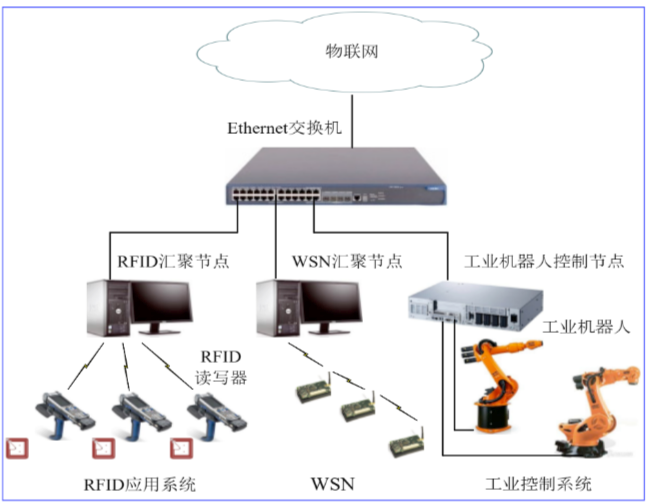 物联网
Ethernet交换机
RFID汇聚节点
WSN汇聚节点
工业机器人控制节点
工业机器人
RFID
读写器
RFID应用系统
WSN
工业控制系统